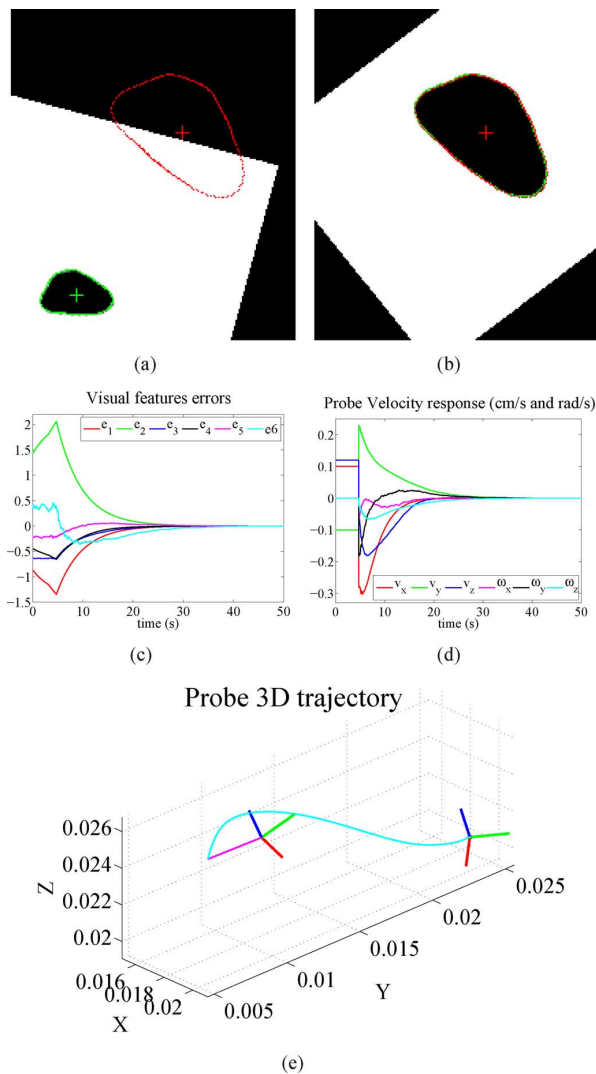 (a)
(b)
Visual features errors
e1 e2 e3 e4 e5 e6
2
1.5
1
0.5
0
−0.5
−1
−1.5
0 10 20 30 40 50
time (s)
(c)
Probe Velocity response (cm/s and rad/s)
0.2
0.1
0
−0.1
−0.2
−0.3
vx vy vz ωx ωy ωz
0 10 20 30 40 50
time (s)
(d)
Probe 3D trajectory
0.026
0.024
0.022
0.02
Z
0.016
0.018
0.02
X
0.005
0.01
0.015
0.02
0.025
Y
(e)